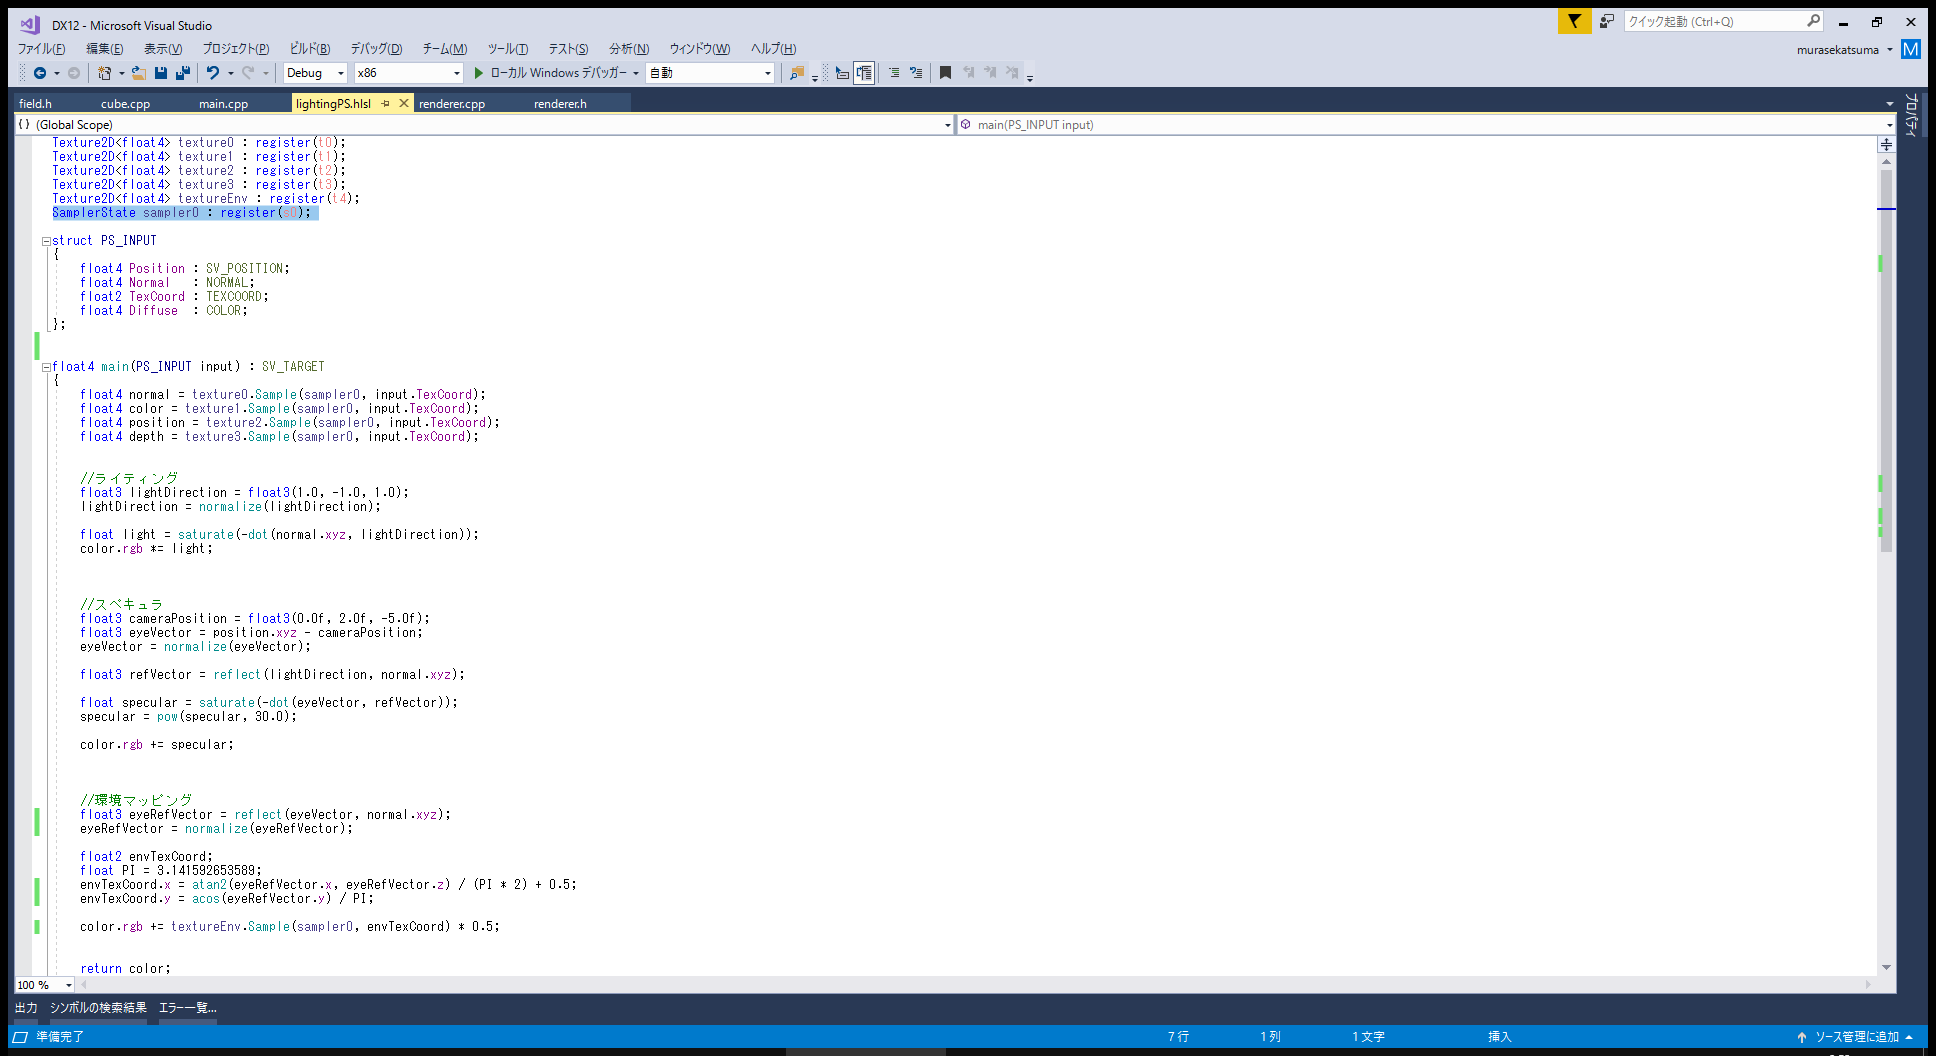 DX12 - Microsoft Visual Studio
クイック起動 (Ctrl+Q)
ファイル(F) 編集(E) 表示(V) プロジェクト(P) ビルド(B) デバッグ(D) チーム(M) ツール(T) テスト(S) 分析(N) ウィンドウ(W) ヘルプ(H)
murasekatsuma M
Debug x86 ローカル Windows デバッガー 自動
field.h cube.cpp main.cpp lightingPS.hlsl renderer.cpp renderer.h
プロパティ
{ } (Global Scope) main(PS_INPUT input)
Texture2D<float4> texture0 : register(t0);
Texture2D<float4> texture1 : register(t1);
Texture2D<float4> texture2 : register(t2);
Texture2D<float4> texture3 : register(t3);
Texture2D<float4> textureEnv : register(t4);
SamplerState sampler0 : register(s0);
struct PS_INPUT
{
float4 Position : SV_POSITION;
float4 Normal : NORMAL;
float2 TexCoord : TEXCOORD;
float4 Diffuse : COLOR;
};
float4 main(PS_INPUT input) : SV_TARGET
{
float4 normal = texture0.Sample(sampler0, input.TexCoord);
float4 color = texture1.Sample(sampler0, input.TexCoord);
float4 position = texture2.Sample(sampler0, input.TexCoord);
float4 depth = texture3.Sample(sampler0, input.TexCoord);
//ライティング
float3 lightDirection = float3(1.0, -1.0, 1.0);
lightDirection = normalize(lightDirection);
float light = saturate(-dot(normal.xyz, lightDirection));
color.rgb *= light;
//スペキュラ
float3 cameraPosition = float3(0.0f, 2.0f, -5.0f);
float3 eyeVector = position.xyz - cameraPosition;
eyeVector = normalize(eyeVector);
float3 refVector = reflect(lightDirection, normal.xyz);
float specular = saturate(-dot(eyeVector, refVector));
specular = pow(specular, 30.0);
color.rgb += specular;
//環境マッピング
float3 eyeRefVector = reflect(eyeVector, normal.xyz);
eyeRefVector = normalize(eyeRefVector);
float2 envTexCoord;
float PI = 3.141592653589;
envTexCoord.x = atan2(eyeRefVector.x, eyeRefVector.z) / (PI * 2) + 0.5;
envTexCoord.y = acos(eyeRefVector.y) / PI;
color.rgb += textureEnv.Sample(sampler0, envTexCoord) * 0.5;
return color;
100 %
出力 シンボルの検索結果 エラー一覧...
準備完了 7 行 1 列 1 文字 挿入 ソース管理に追加